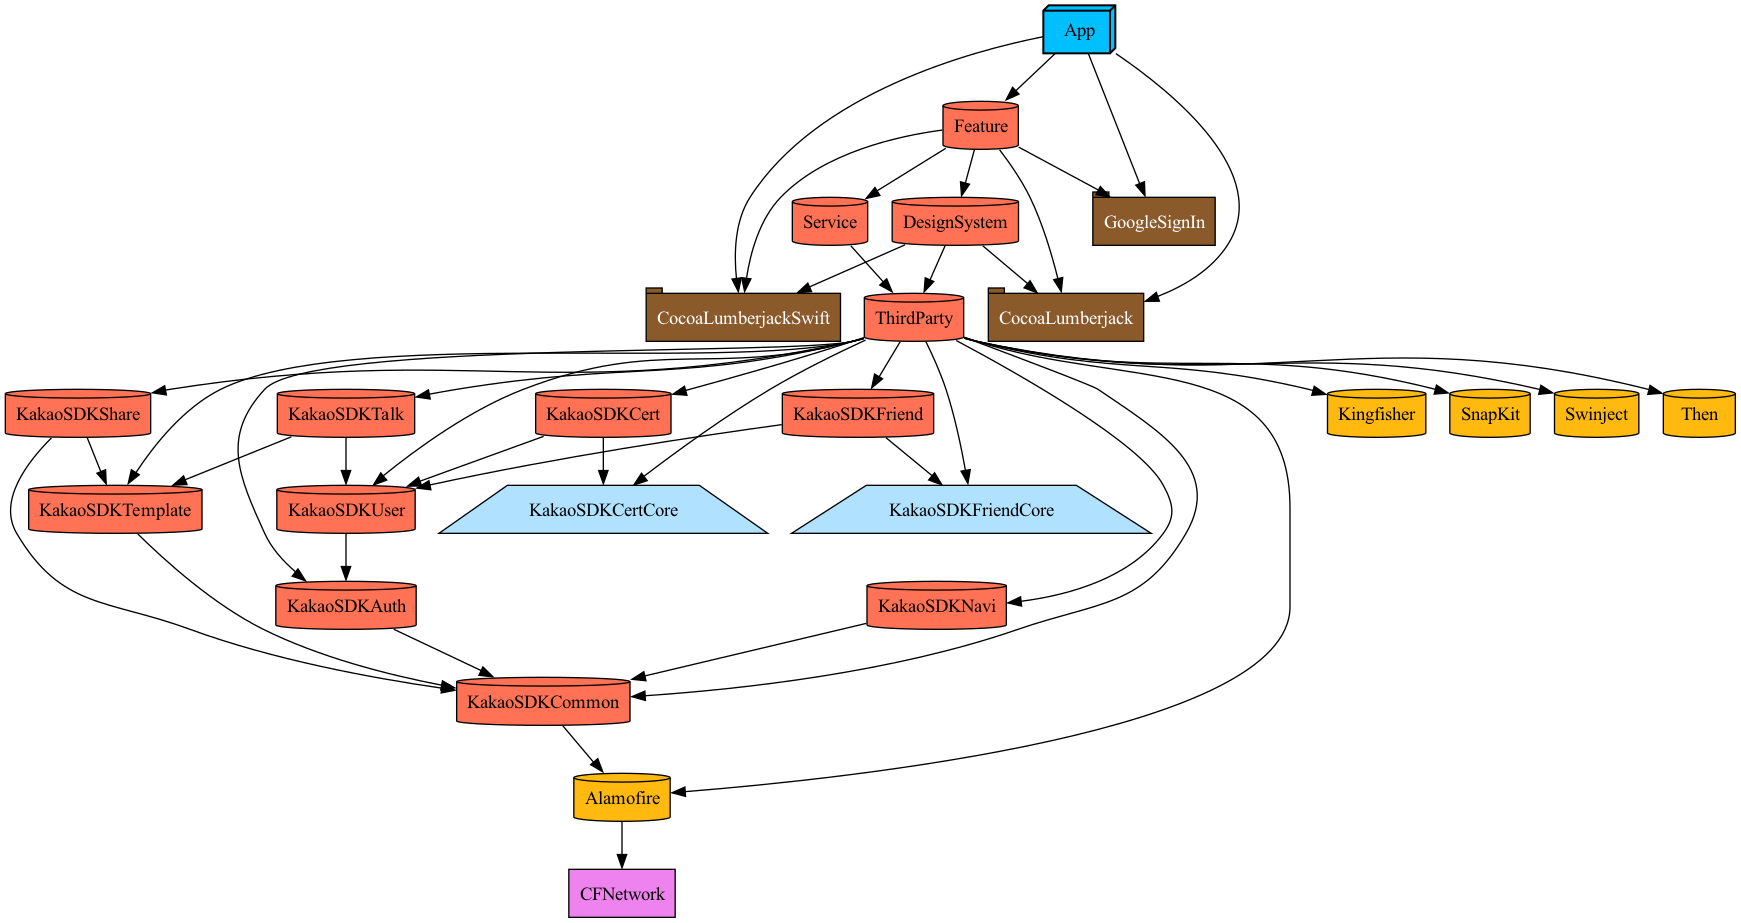 App
Feature
Service
DesignSystem
GoogleSignIn
CocoaLumberjackSwift
ThirdParty
CocoaLumberjack
KakaoSDKShare
KakaoSDKTalk
KakaoSDKCert
KakaoSDKFriend
Kingfisher
SnapKit
Swinject
Then
KakaoSDKTemplate
KakaoSDKUser
KakaoSDKCertCore
KakaoSDKFriendCore
KakaoSDKAuth
KakaoSDKNavi
KakaoSDKCommon
Alamofire
CFNetwork